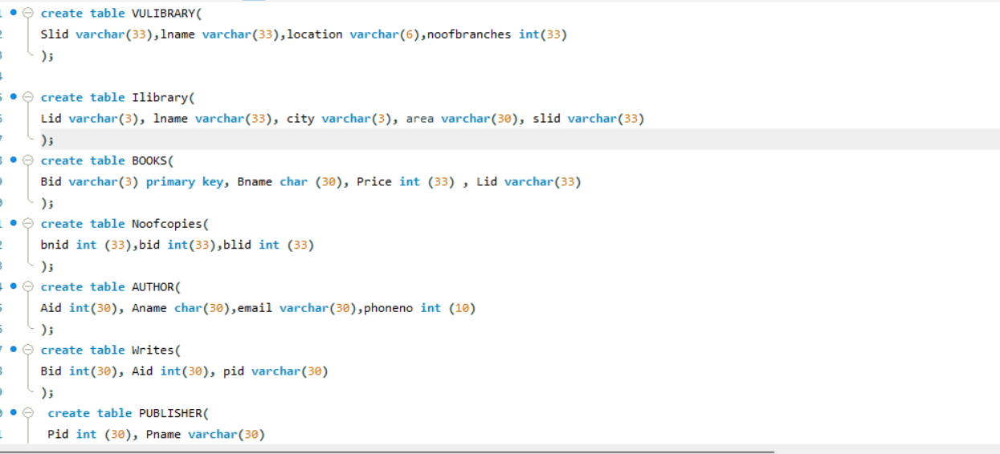 create table VULIBRARY(
Slid varchar(33),lname varchar(33),location varchar(6),noofbranches int(33)
);
create table Ilibrary(
Lid varchar(3), lname varchar(33), city varchar(3), area varchar(30), slid varchar(33)
);
create table BOOKS(
Bid varchar(3) primary key, Bname char (30), Price int (33) , Lid varchar(33)
);
create table Noofcopies(
bnid int (33),bid int(33),blid int (33)
);
create table AUTHOR(
Aid int(30), Aname char(30),email varchar(30),phoneno int (10)
);
create table Writes(
Bid int(30), Aid int(30), pid varchar(30)
);
create table PUBLISHER(
Pid int (30), Pname varchar(30)